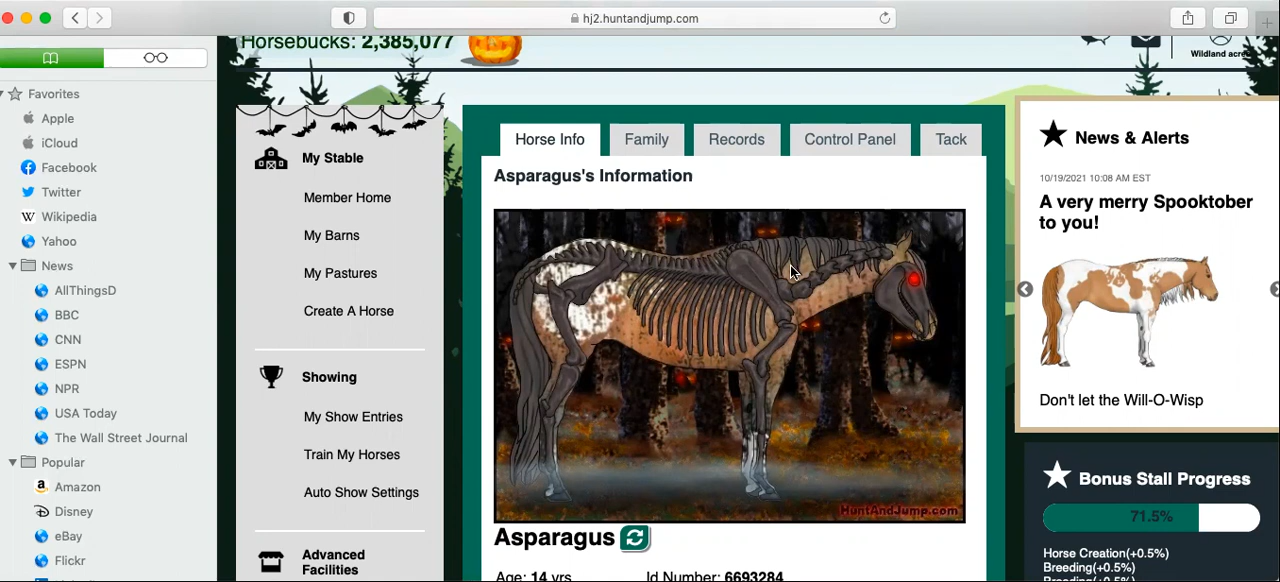 hj2.huntandjump.com
Horsebucks: 2,385,077
Wildland acre
Favorites
Apple
iCloud
Facebook
Twitter
Wikipedia
Yahoo
News
AllThingsD
BBC
CNN
ESPN
NPR
USA Today
The Wall Street Journal
Popular
Amazon
Disney
eBay
Flickr
My Stable
Member Home
My Barns
My Pastures
Create A Horse
Showing
My Show Entries
Train My Horses
Auto Show Settings
Advanced
Facilities
Horse Info
Family
Records
Control Panel
Tack
Asparagus's Information
HuntAndJump.com
Asparagus
Age: 14 yrs
Id Number: 6693284
News & Alerts
10/19/2021 10:08 AM EST
A very merry Spooktober
to you!
Don't let the Will-O-Wisp
Bonus Stall Progress
71.5%
Horse Creation(+0.5%)
Breeding(+0.5%)